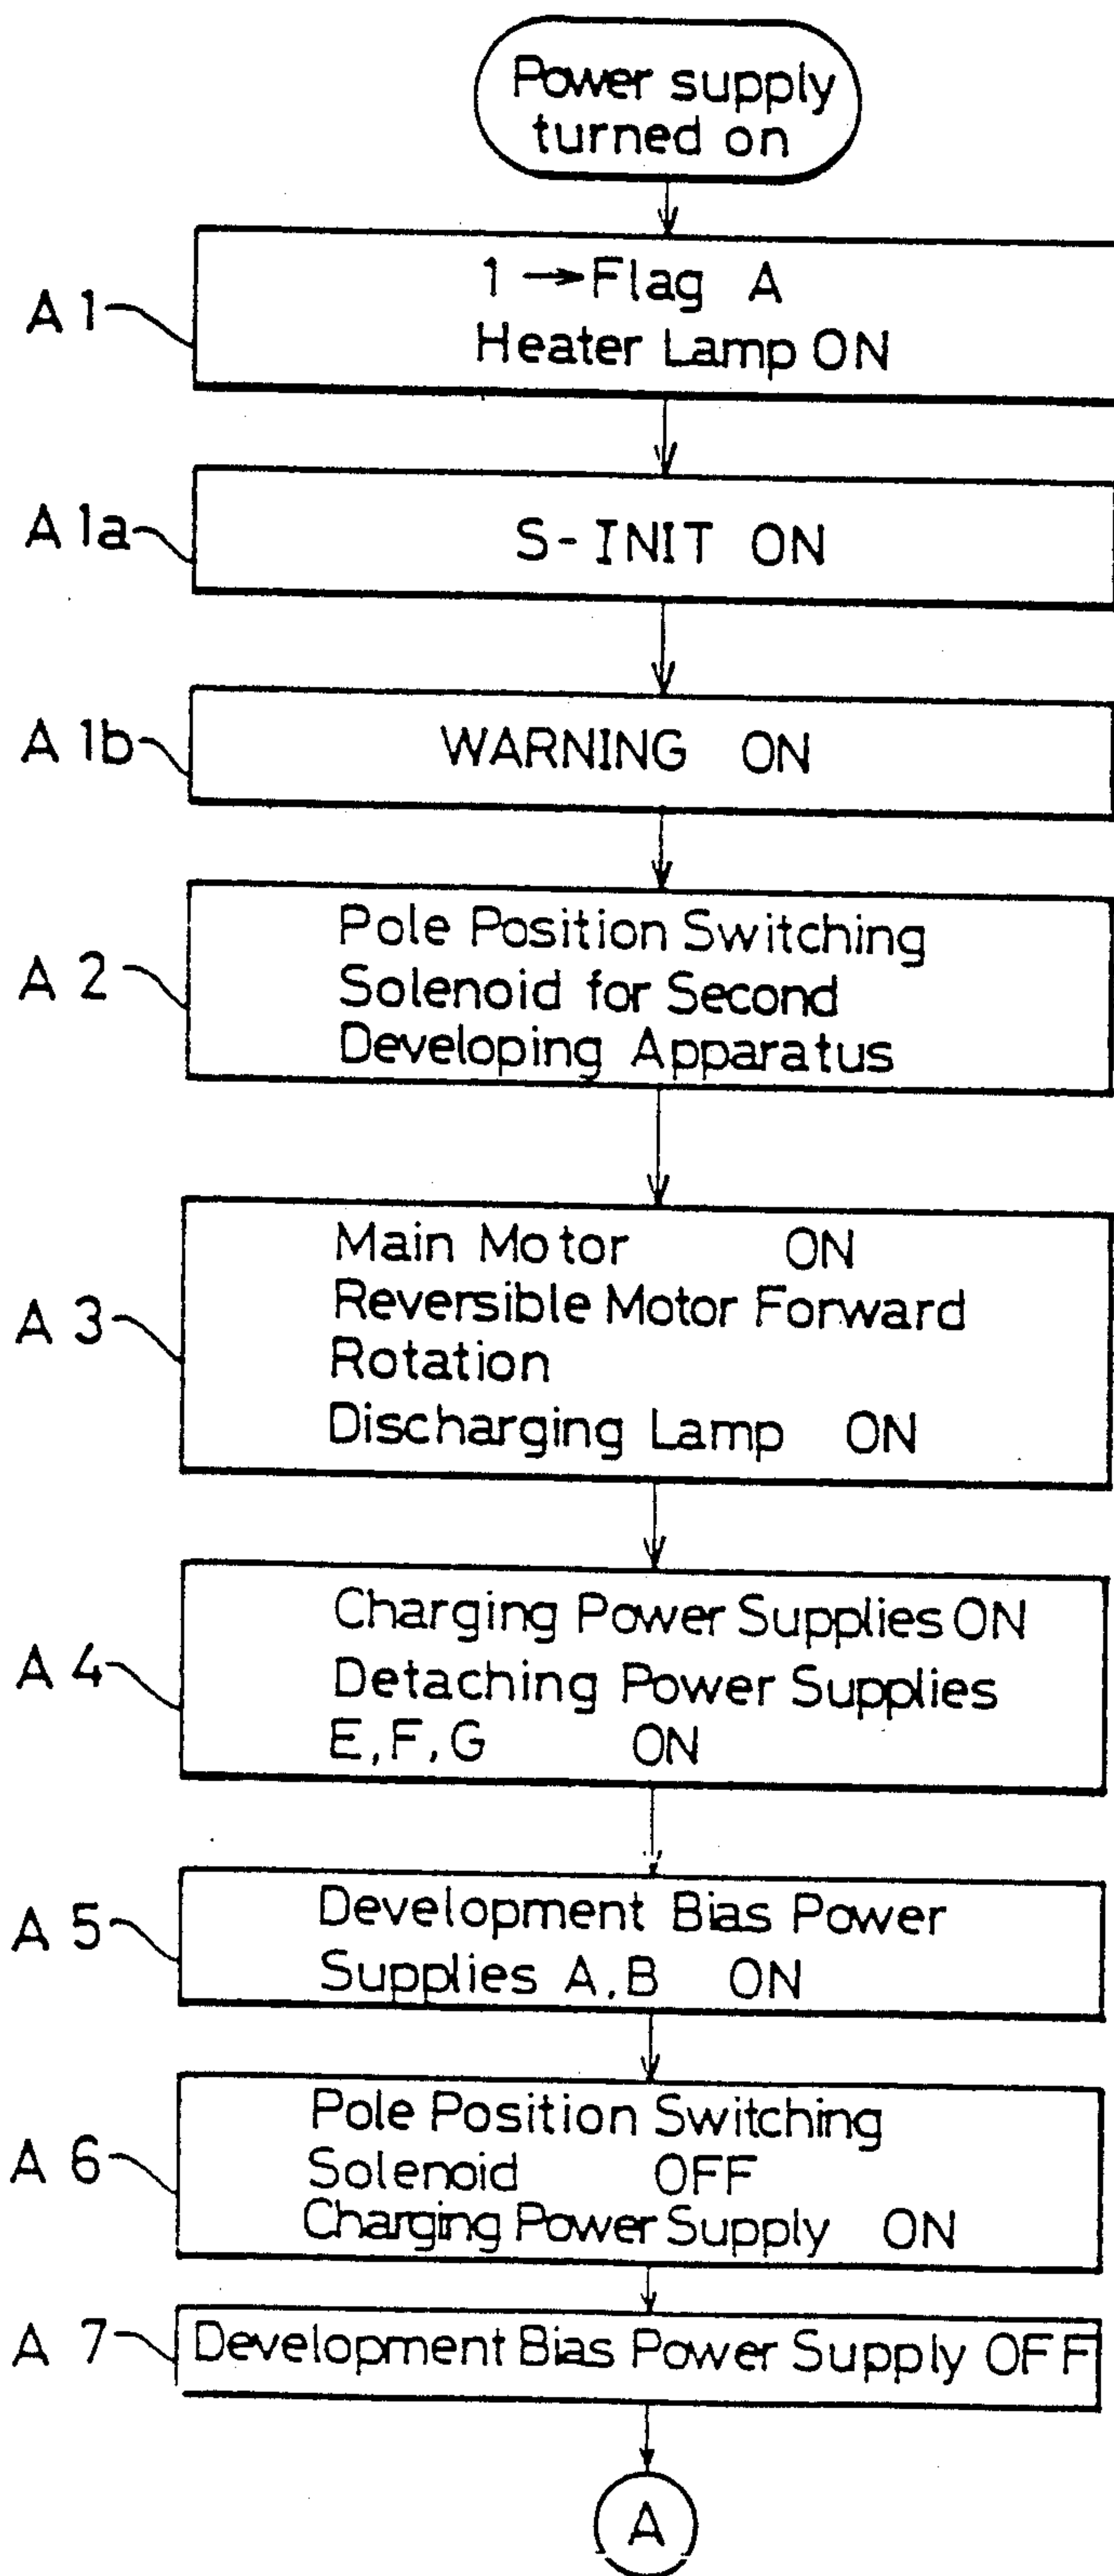 Power supply
turned on
A 1
1 → Flag A
Heater Lamp ON
A 1a
S-INIT ON
A 1b
WARNING ON
A 2
Pole Position Switching
Solenoid for Second
Developing Apparatus
A 3
Main Motor ON
Reversible Motor Forward
Rotation
Discharging Lamp ON
A 4
Charging Power Supplies ON
Detaching Power Supplies
E, F, G ON
A 5
Development Bias Power
Supplies A, B ON
A 6
Pole Position Switching
Solenoid OFF
Charging Power Supply ON
A 7
Development Bias Power Supply OFF
A